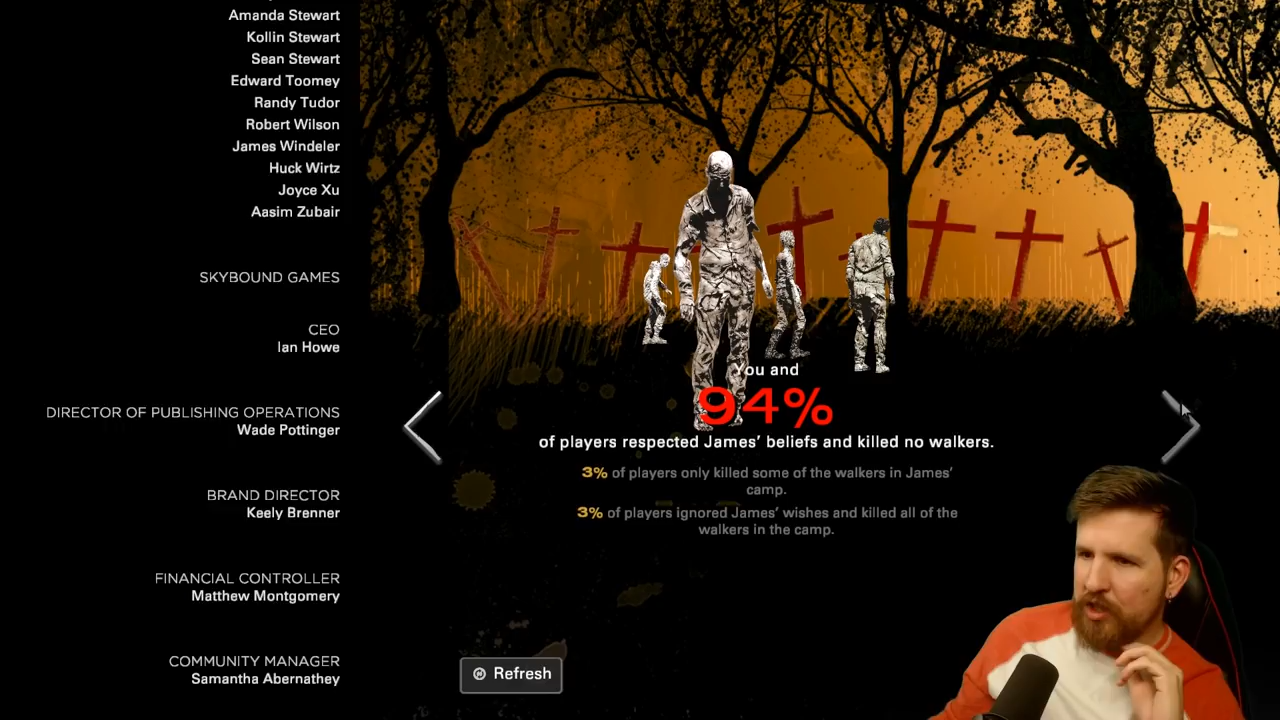 Amanda Stewart
Kollin Stewart
Sean Stewart
Edward Toomey
Randy Tudor
Robert Wilson
James Windeler
Huck Wirtz
Joyce Xu
Aasim Zubair
SKYBOUND GAMES
CEO
Ian Howe
DIRECTOR OF PUBLISHING OPERATIONS
Wade Pottinger
BRAND DIRECTOR
Keely Brenner
FINANCIAL CONTROLLER
Matthew Montgomery
COMMUNITY MANAGER
Samantha Abernathey
You and
94%
of players respected James' beliefs and killed no walkers.
3% of players only killed some of the walkers in James'
camp.
3% of players ignored James' wishes and killed all of the
walkers in the camp.
Refresh